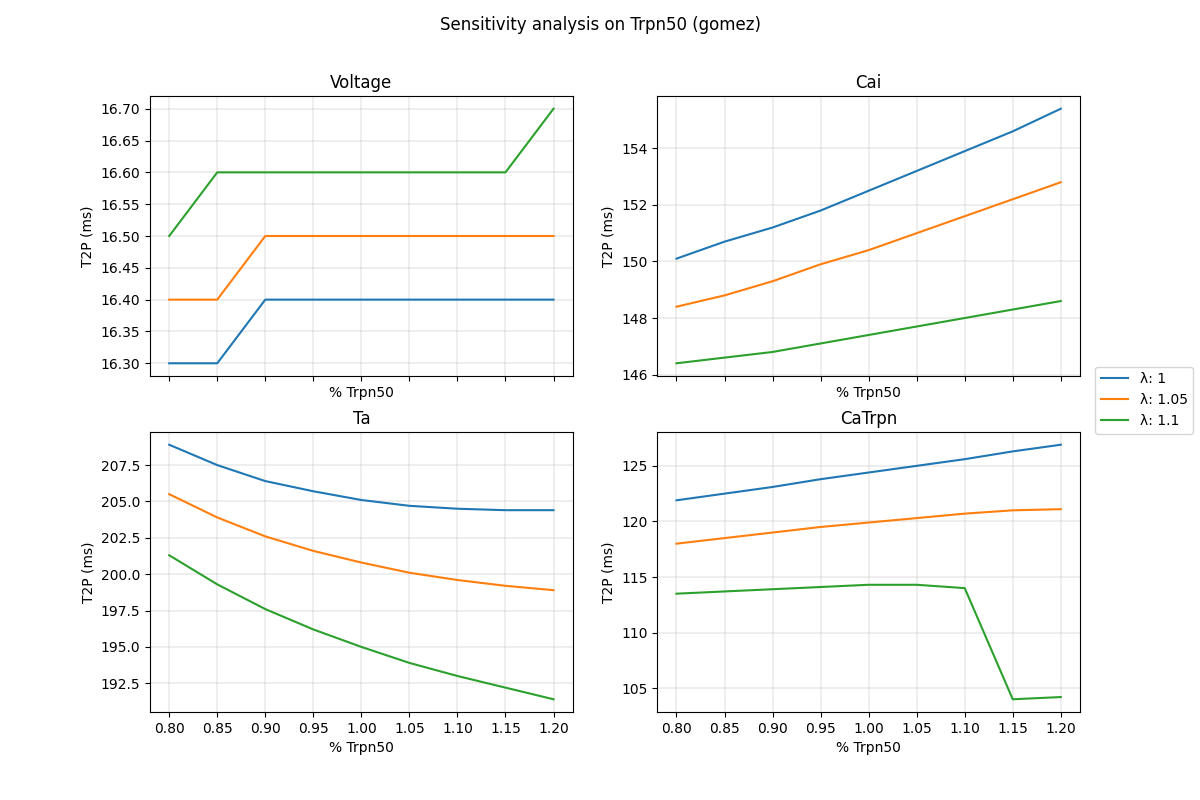 Sensitivity analysis on Trpn50 (gomez)
Voltage
16.70
16.65
16.60
16.55
16.50
16.45
16.40
16.35
16.30
T2P (ms)
% Trpn50
Cai
154
152
150
148
146
T2P (ms)
% Trpn50
λ: 1
λ: 1.05
λ: 1.1
Ta
207.5
205.0
202.5
200.0
197.5
195.0
192.5
T2P (ms)
0.80 0.85 0.90 0.95 1.00 1.05 1.10 1.15 1.20
% Trpn50
CaTrpn
125
120
115
110
105
T2P (ms)
0.80 0.85 0.90 0.95 1.00 1.05 1.10 1.15 1.20
% Trpn50